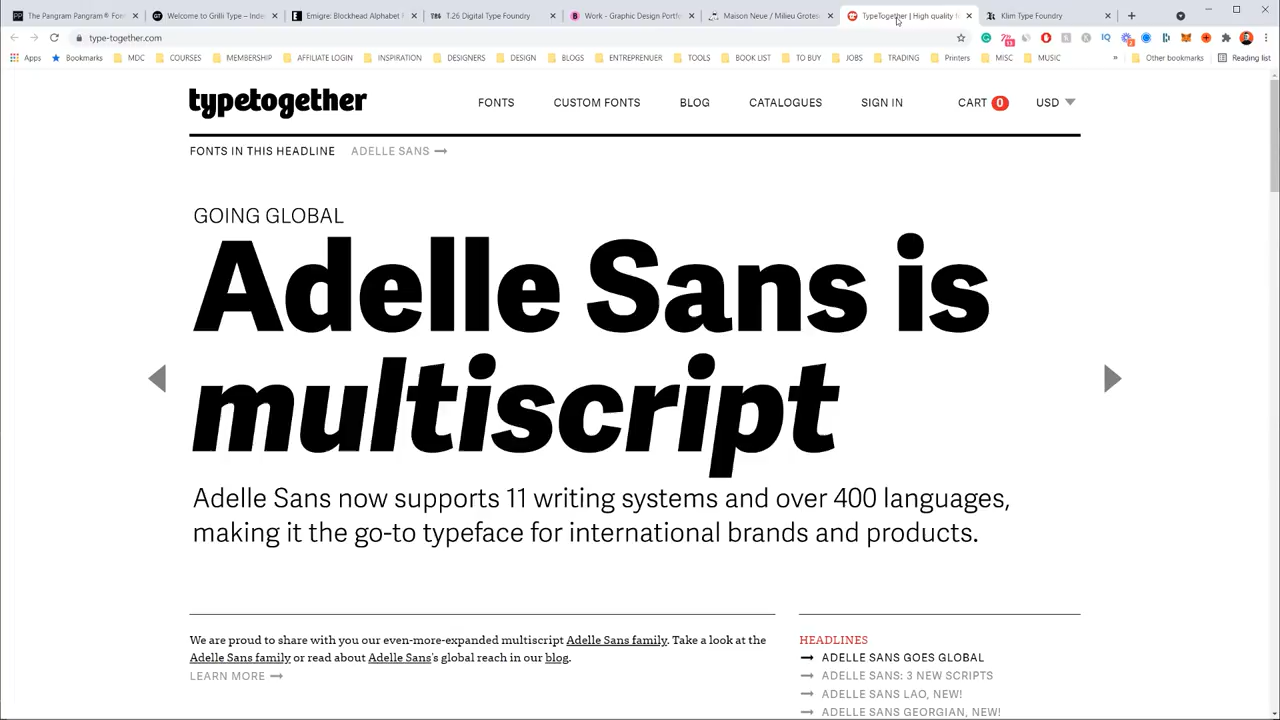 The Pangram Pangram® Fo
Welcome to Grilli Type – Inde
Emigre: Blockhead Alphabet
T.26 Digital Type Foundry
Work - Graphic Design Portfo
Maison Neue / Milieu Grotes
TypeTogether | High quality f
Klim Type Foundry
type-together.com
Apps
Bookmarks
MDC
COURSES
MEMBERSHIP
AFFILIATE LOGIN
INSPIRATION
DESIGNERS
DESIGN
BLOGS
ENTREPRENUER
TOOLS
BOOK LIST
TO BUY
JOBS
TRADING
Printers
MISC
MUSIC
»
Other bookmarks
Reading list
typetogether
FONTS
CUSTOM FONTS
BLOG
CATALOGUES
SIGN IN
CART 0
USD
FONTS IN THIS HEADLINE
ADELLE SANS
GOING GLOBAL
Adelle Sans is
multiscript
Adelle Sans now supports 11 writing systems and over 400 languages,
making it the go-to typeface for international brands and products.
We are proud to share with you our even-more-expanded multiscript Adelle Sans family. Take a look at the
Adelle Sans family or read about Adelle Sans's global reach in our blog.
LEARN MORE
HEADLINES
ADELLE SANS GOES GLOBAL
ADELLE SANS: 3 NEW SCRIPTS
ADELLE SANS LAO, NEW!
ADELLE SANS GEORGIAN, NEW!